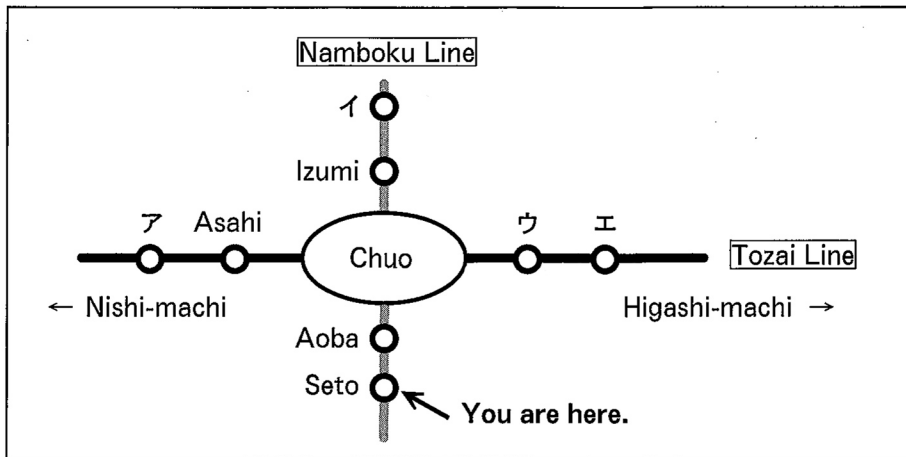 Namboku Line
イ
Izumi
ア Asahi
Chuo
ウ エ
Tozai Line
← Nishi-machi
Higashi-machi →
Aoba
Seto
You are here.